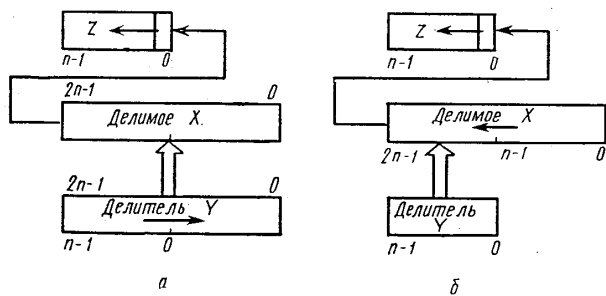 Z
n-1 0
2n-1 0
Делимое X.
2n-1 0
Делитель Y
n-1 0
а
Z
n-1 0
Делимое X
2n-1 n-1 0
Делитель
Y
n-1 0
б